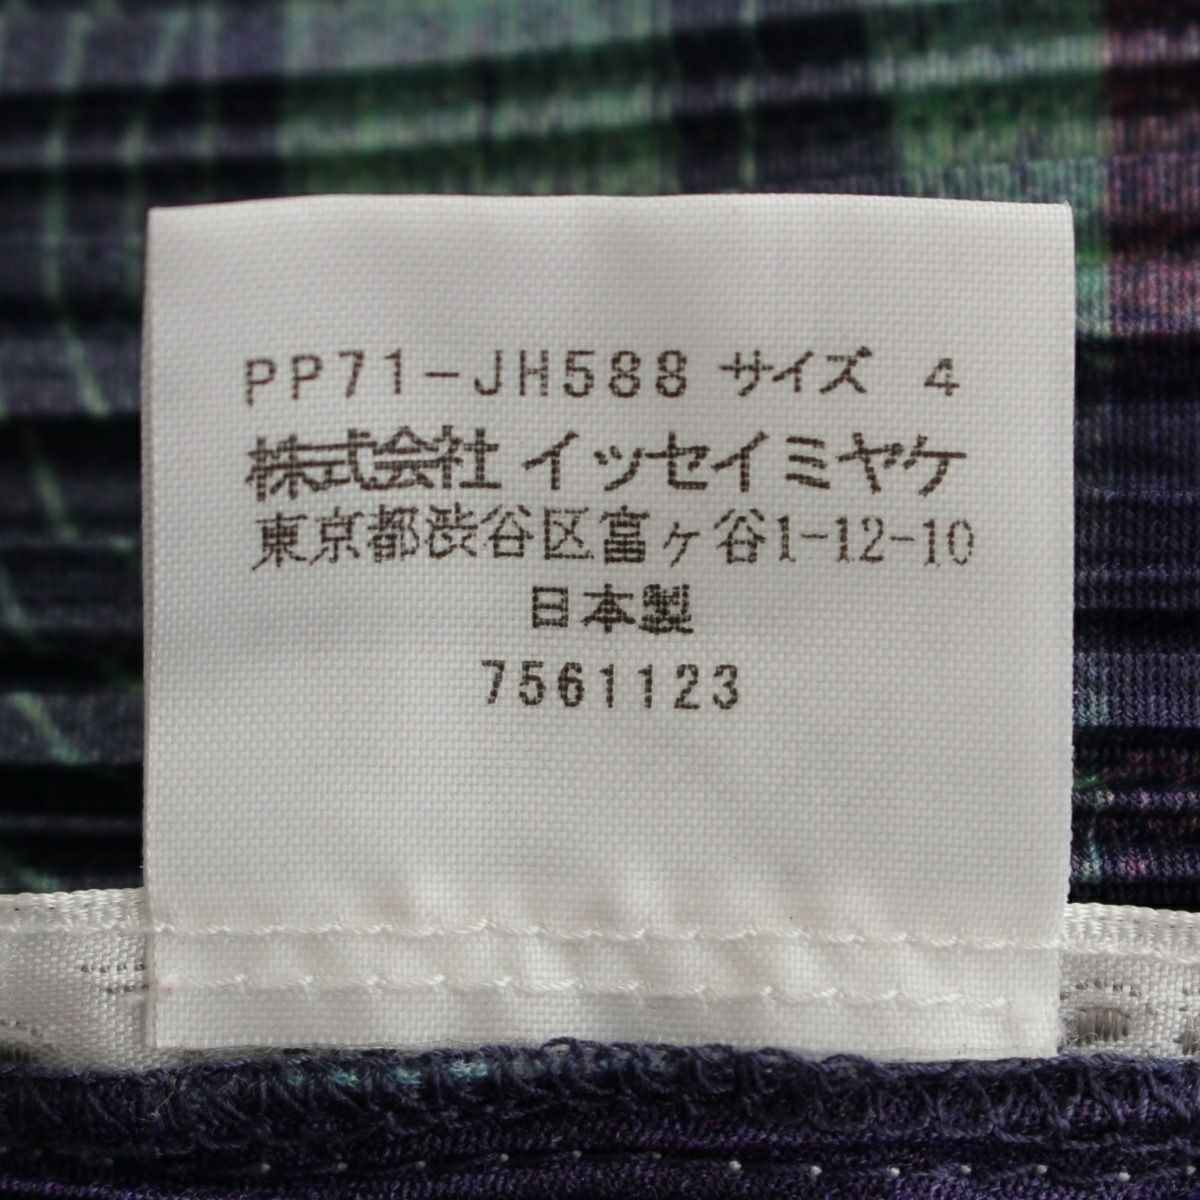 PP71-JH588 サイズ 4
株式会社 イッセイミヤケ
東京都渋谷区富ヶ谷1-12-10
日本製
7561123